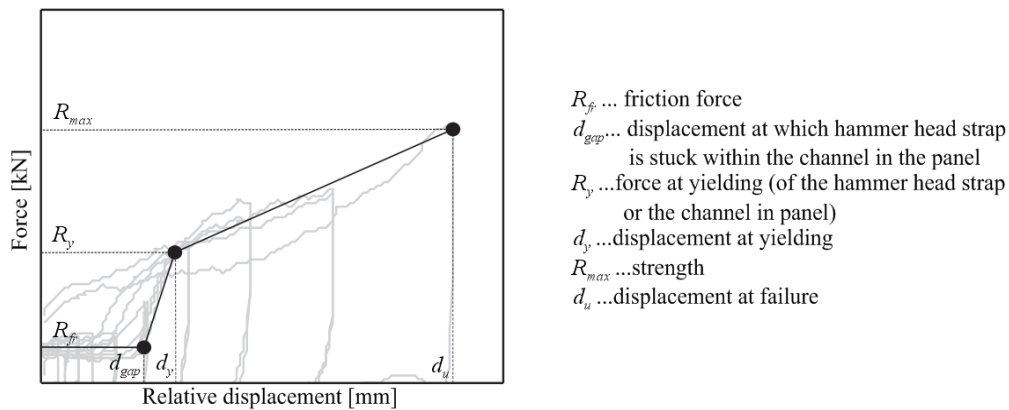 R_max
R_y
R_fr
d_gap
d_y
d_u
Force [kN]
Relative displacement [mm]
R_fr ... friction force
d_gap... displacement at which hammer head strap
is stuck within the channel in the panel
R_y ...force at yielding (of the hammer head strap
or the channel in panel)
d_y ...displacement at yielding
R_max ...strength
d_u ...displacement at failure